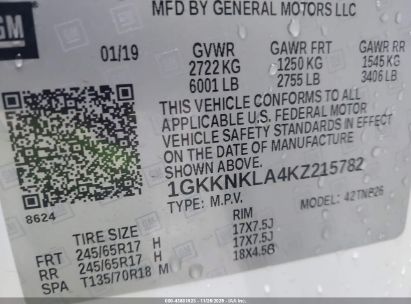 MFD BY GENERAL MOTORS LLC
GM
01/19 GVWR GAWR FRT GAWR RR
2722 KG 1250 KG 1545 KG
6001 LB 2755 LB 3406 LB
THIS VEHICLE CONFORMS TO ALL
APPLICABLE U.S. FEDERAL MOTOR
VEHICLE SAFETY STANDARDS IN EFFECT
ON THE DATE OF MANUFACTURE
SHOWN ABOVE.
1GKKNKLA4KZ215782
TYPE: M.P.V. MODEL: 42TNB26
8624
TIRE SIZE RIM
FRT 245/65R17 H 17X7.5J
RR 245/65R17 H 17X7.5J
SPA T135/70R18 M 18X4.5B